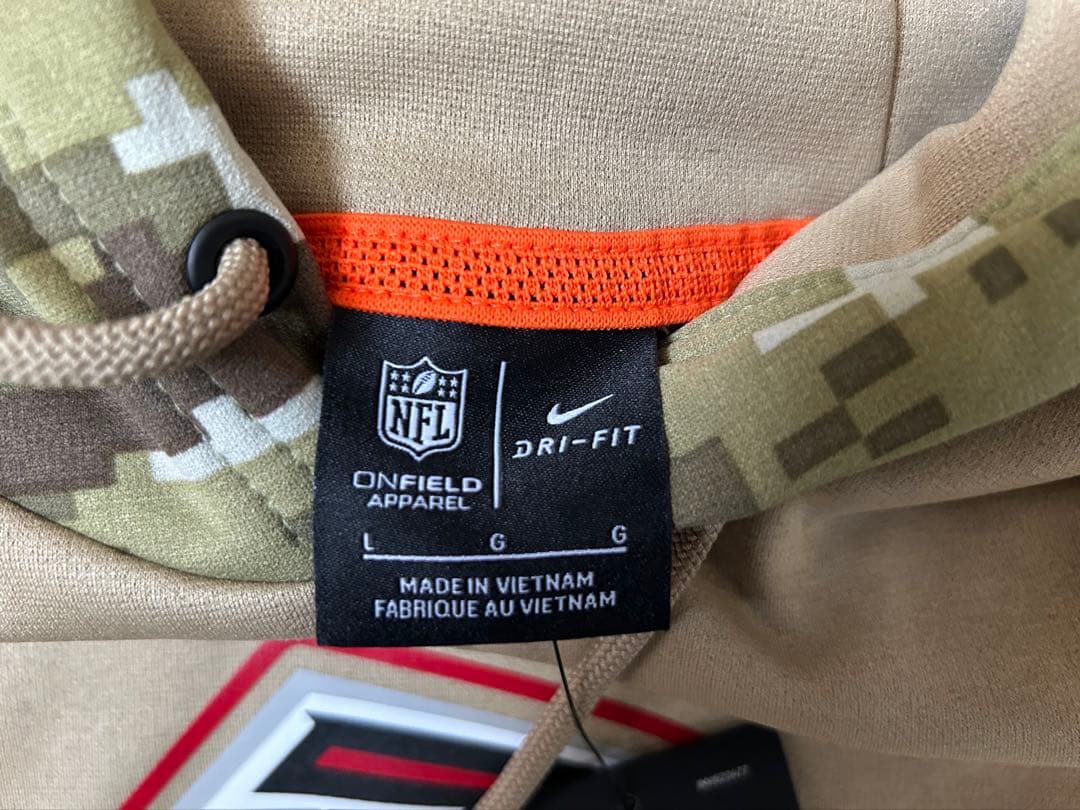 NFL
ONFIELD
APPAREL
DRI-FIT
L G G
MADE IN VIETNAM
FABRIQUE AU VIETNAM